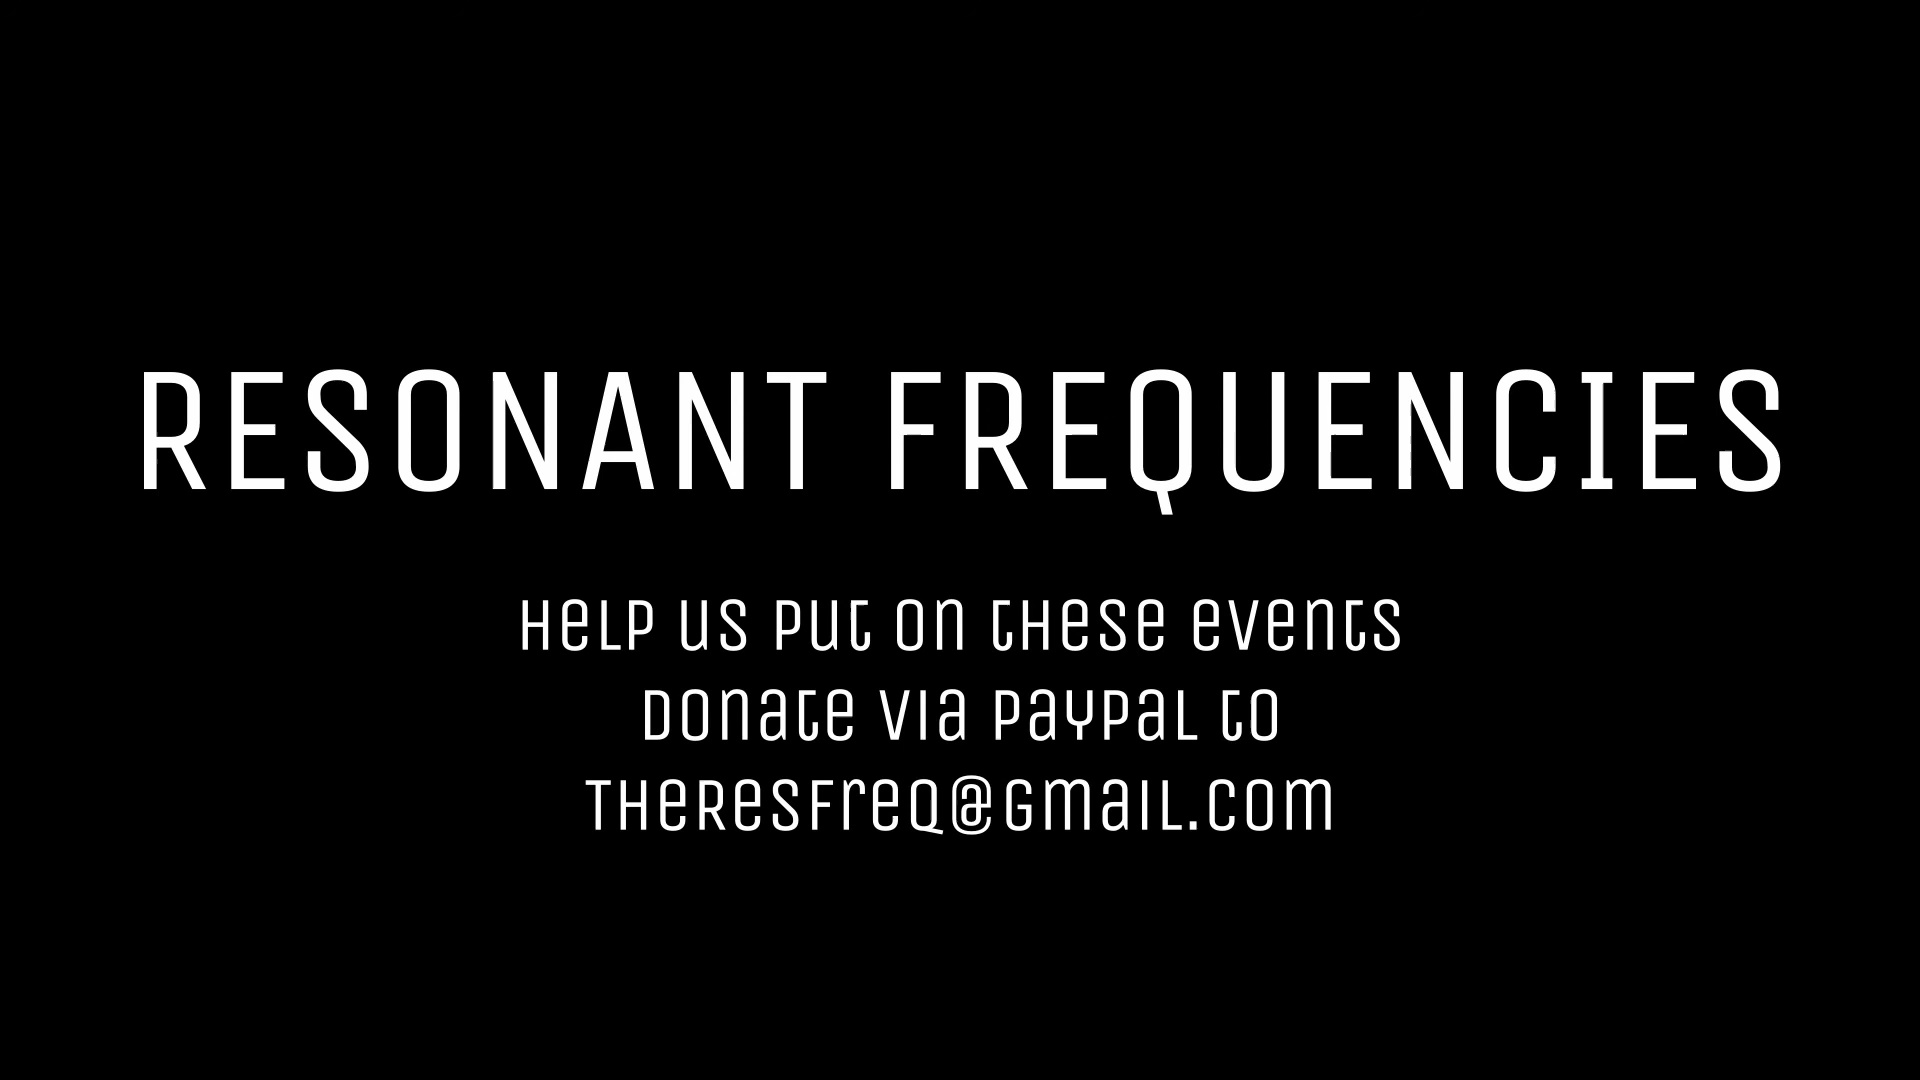 RESONANT FREQUENCIES
Help us put on these events
Donate via PayPal to
TheResFreq@gmail.com